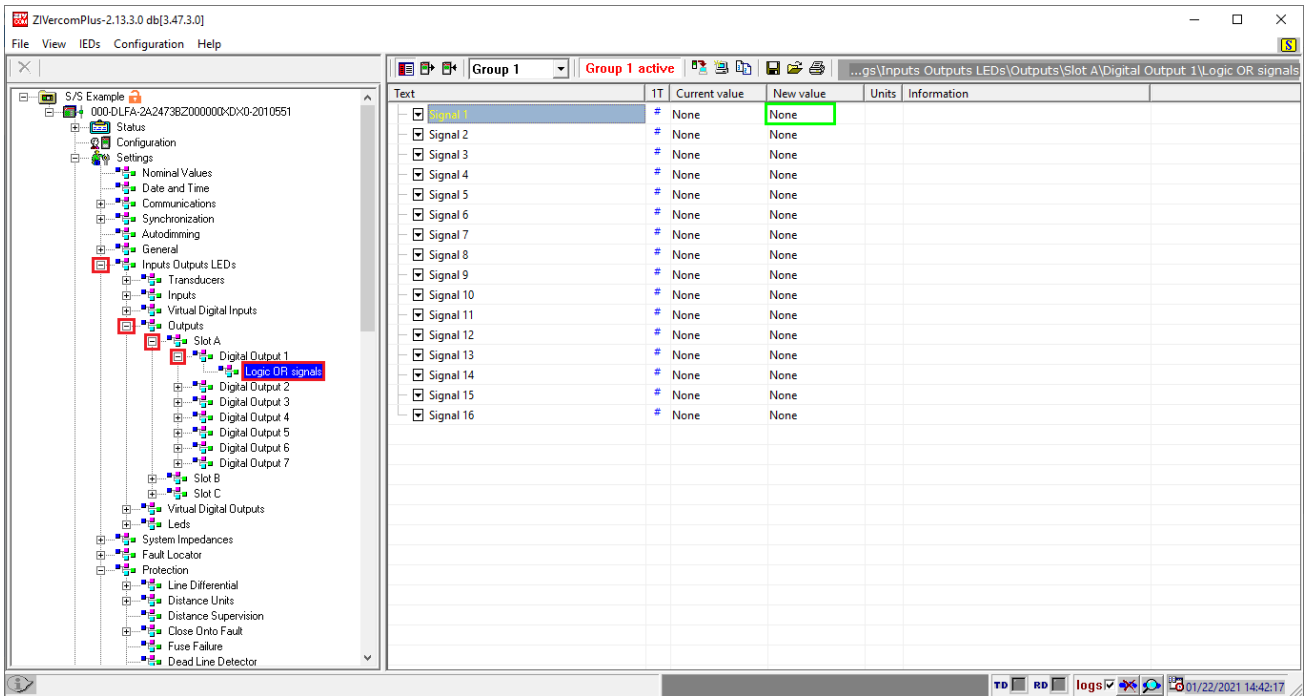 ZIVercomPlus-2.13.3.0 db[3.47.3.0]
File View IEDs Configuration Help
Group 1
Group 1 active
...gs\Inputs Outputs LEDs\Outputs\Slot A\Digital Output 1\Logic OR signals
S/S Example
000-DLFA-2A2473BZ000000XDX0-2010551
Status
Configuration
Settings
Nominal Values
Date and Time
Communications
Synchronization
Autodimming
General
Inputs Outputs LEDs
Transducers
Inputs
Virtual Digital Inputs
Outputs
Slot A
Digital Output 1
Logic OR signals
Digital Output 2
Digital Output 3
Digital Output 4
Digital Output 5
Digital Output 6
Digital Output 7
Slot B
Slot C
Virtual Digital Outputs
Leds
System Impedances
Fault Locator
Protection
Line Differential
Distance Units
Distance Supervision
Close Onto Fault
Fuse Failure
Dead Line Detector
Text 1T Current value New value Units Information
Signal 1 # None None
Signal 2 # None None
Signal 3 # None None
Signal 4 # None None
Signal 5 # None None
Signal 6 # None None
Signal 7 # None None
Signal 8 # None None
Signal 9 # None None
Signal 10 # None None
Signal 11 # None None
Signal 12 # None None
Signal 13 # None None
Signal 14 # None None
Signal 15 # None None
Signal 16 # None None
TD RD logs 01/22/2021 14:42:17